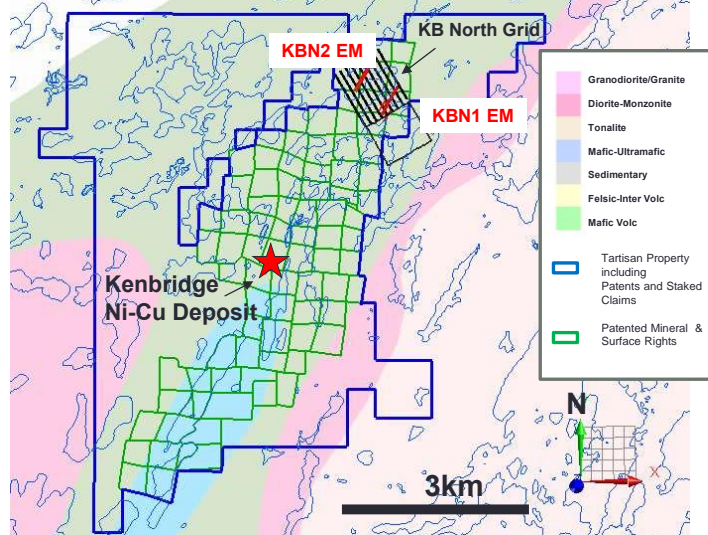 KB North Grid
KBN2 EM
KBN1 EM
Granodiorite/Granite
Diorite-Monzonite
Tonalite
Mafic-Ultramafic
Sedimentary
Felsic-Inter Volc
Mafic Volc
Tartisan Property
including
Patents and Staked
Claims
Patented Mineral &
Surface Rights
Kenbridge
Ni-Cu Deposit
N
X
3km